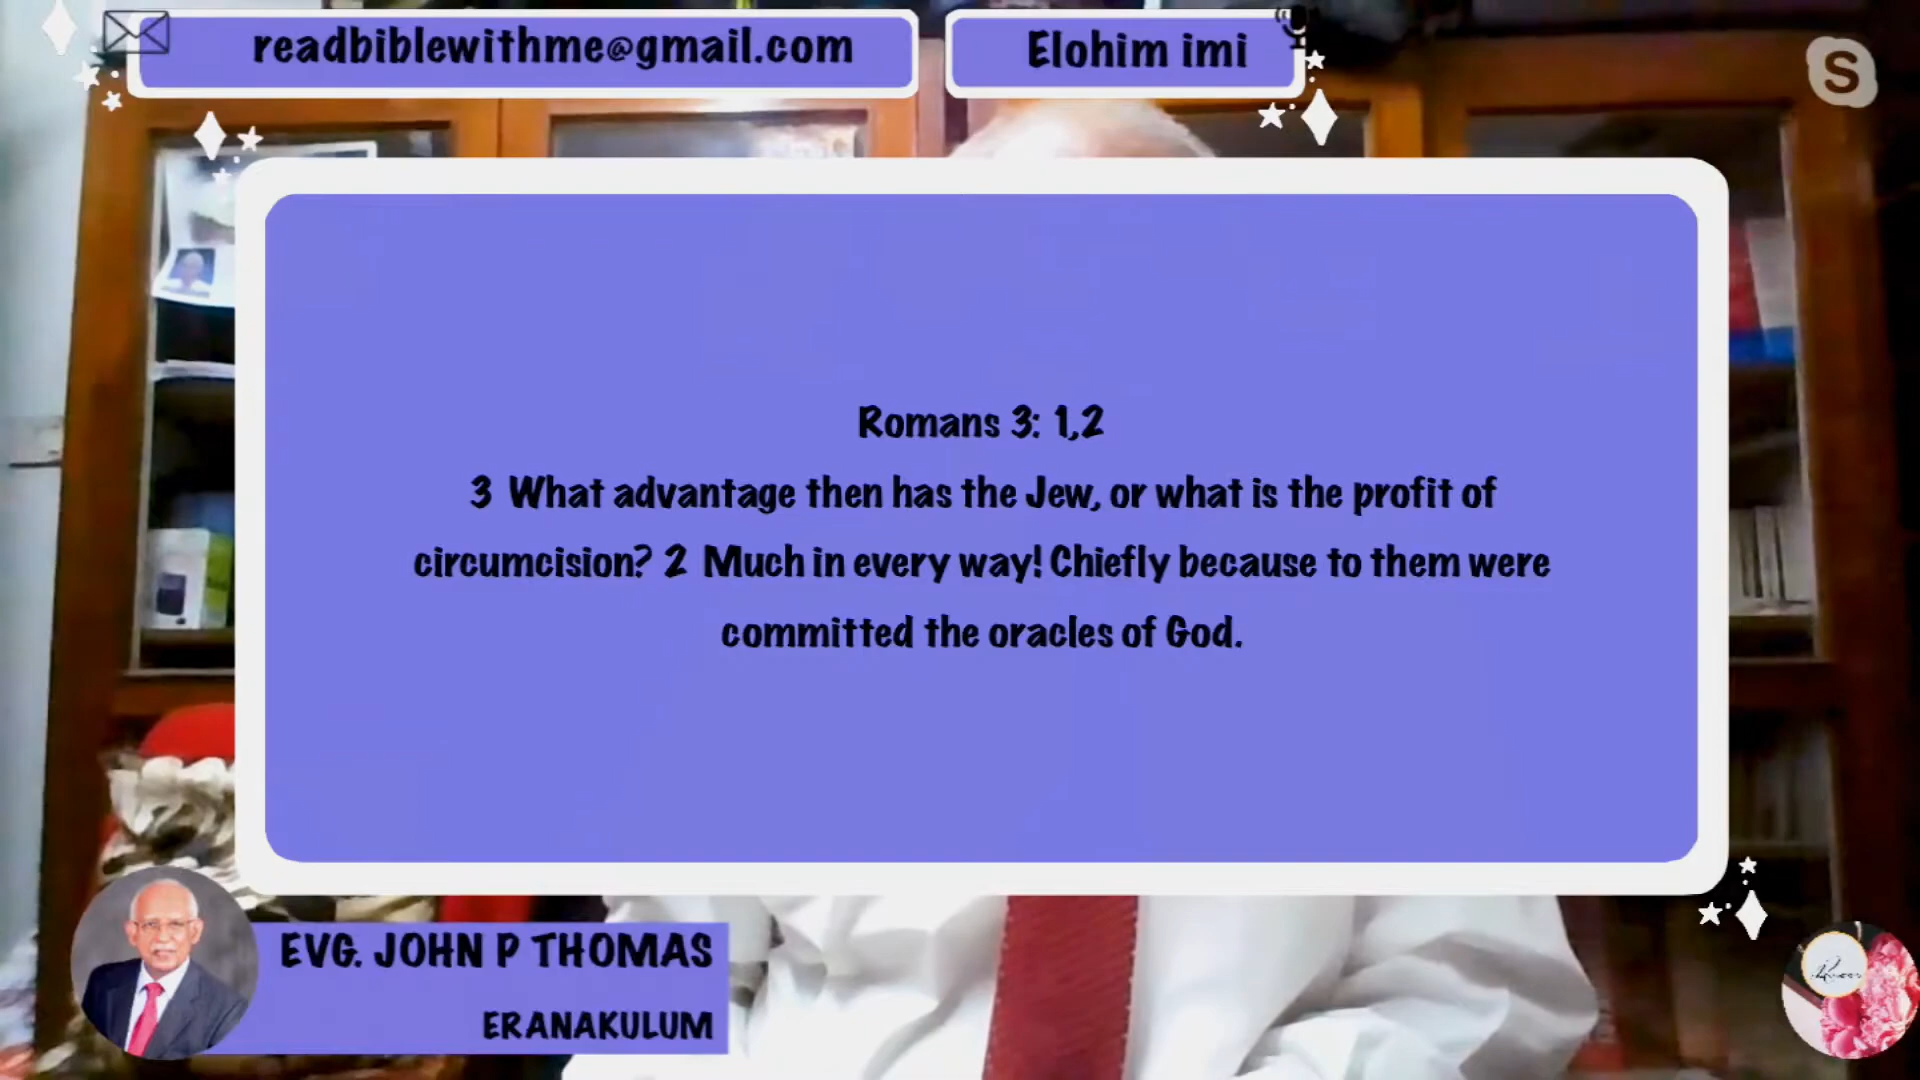 readbiblewithme@gmail.com
Elohim imi
S
Romans 3: 1,2
3 What advantage then has the Jew, or what is the profit of
circumcision? 2 Much in every way! Chiefly because to them were
committed the oracles of God.
EVG. JOHN P THOMAS
ERANAKULUM